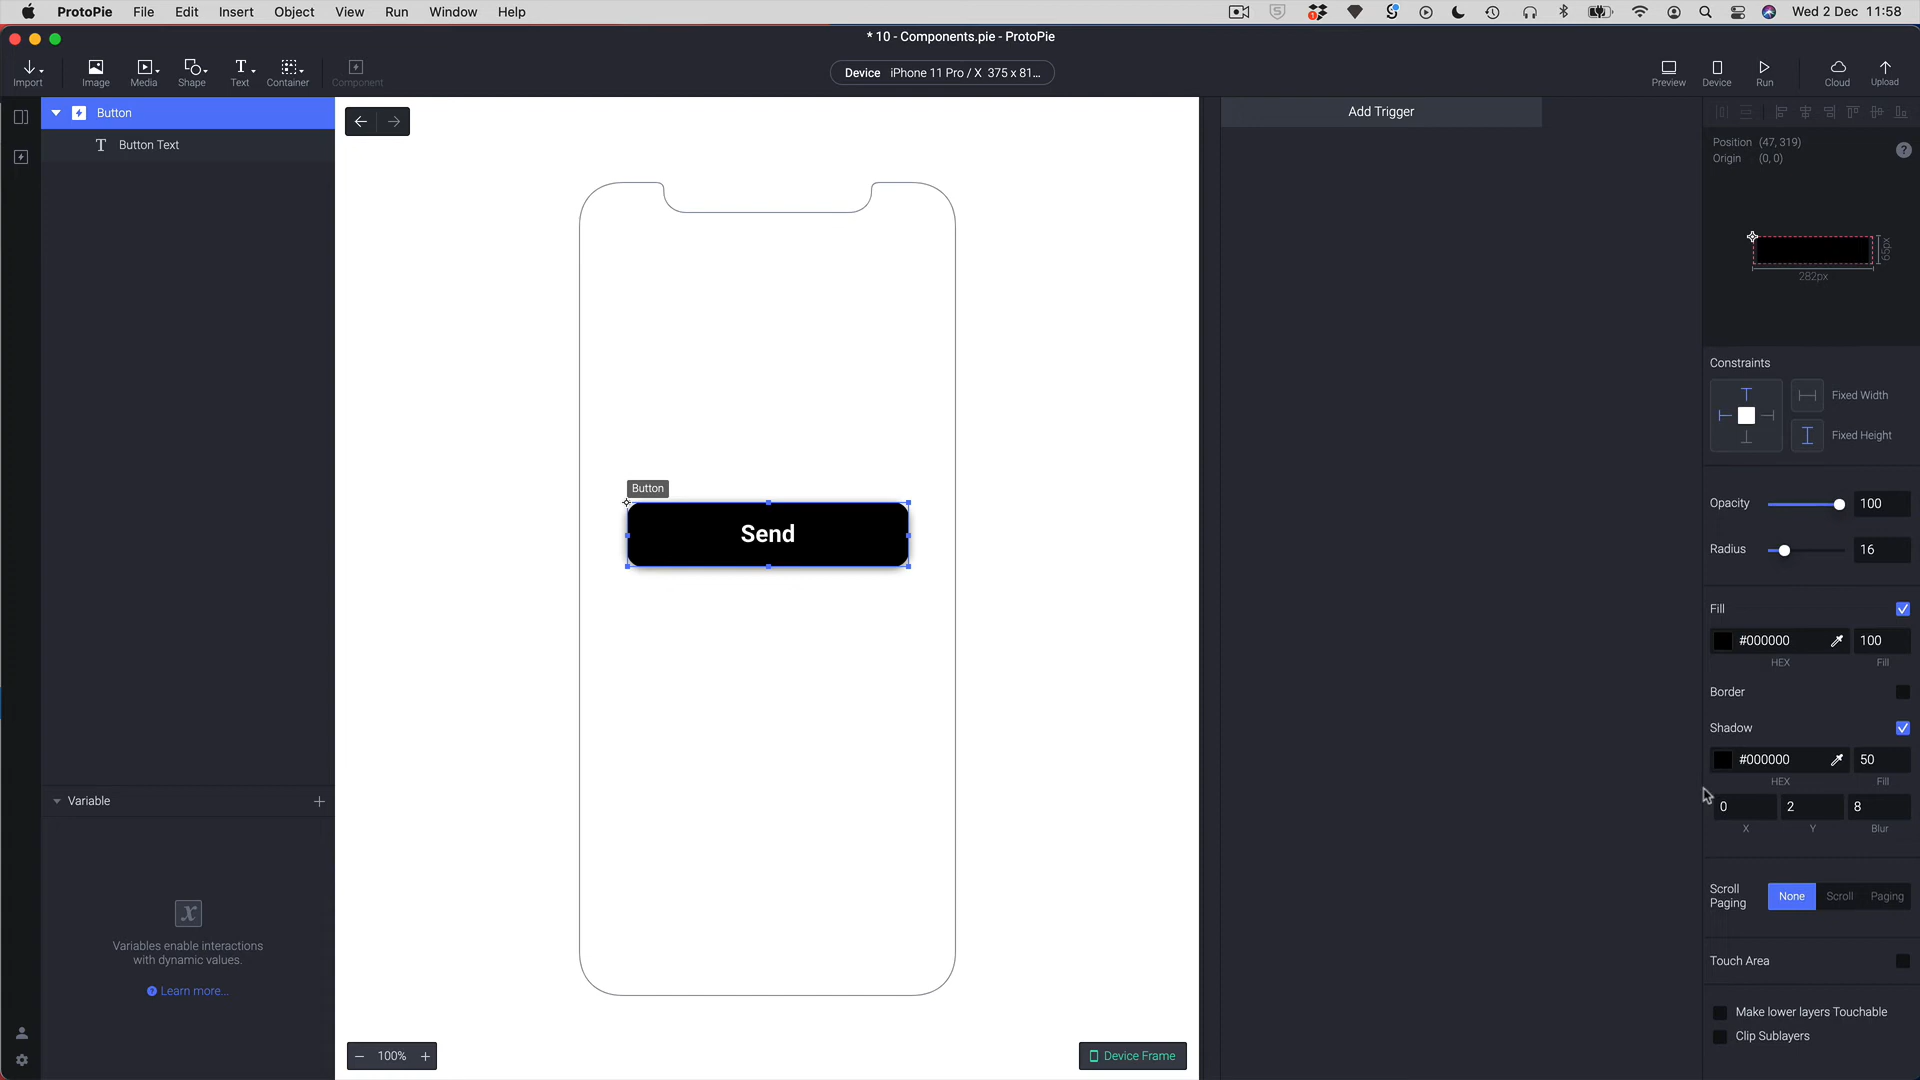 ProtoPie File Edit Insert Object View Run Window Help
Wed 2 Dec 11:58
* 10 - Components.pie - ProtoPie
Import
Image
Media
Shape
Text
Container
Component
Device iPhone 11 Pro / X 375 x 81...
Preview
Device
Run
Cloud
Upload
Button
Button Text
Add Trigger
Position (47, 319)
Origin (0, 0)
65px
282px
Constraints
Fixed Width
Fixed Height
Button
Send
Opacity 100
Radius 16
Fill
#000000 100
HEX Fill
Border
Shadow
#000000 50
HEX Fill
0 2 8
X Y Blur
Scroll
Paging
None Scroll Paging
Touch Area
Make lower layers Touchable
Clip Sublayers
Variable
x
Variables enable interactions
with dynamic values.
Learn more...
100%
Device Frame